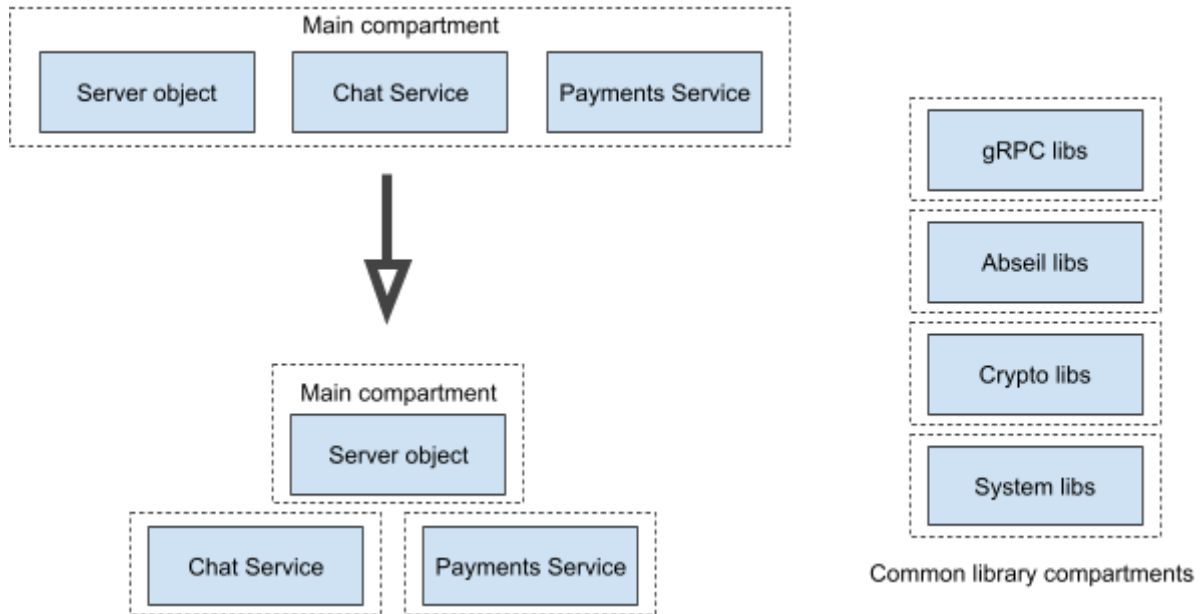 Main compartment
Server object
Chat Service
Payments Service
Main compartment
Server object
Chat Service
Payments Service
gRPC libs
Abseil libs
Crypto libs
System libs
Common library compartments